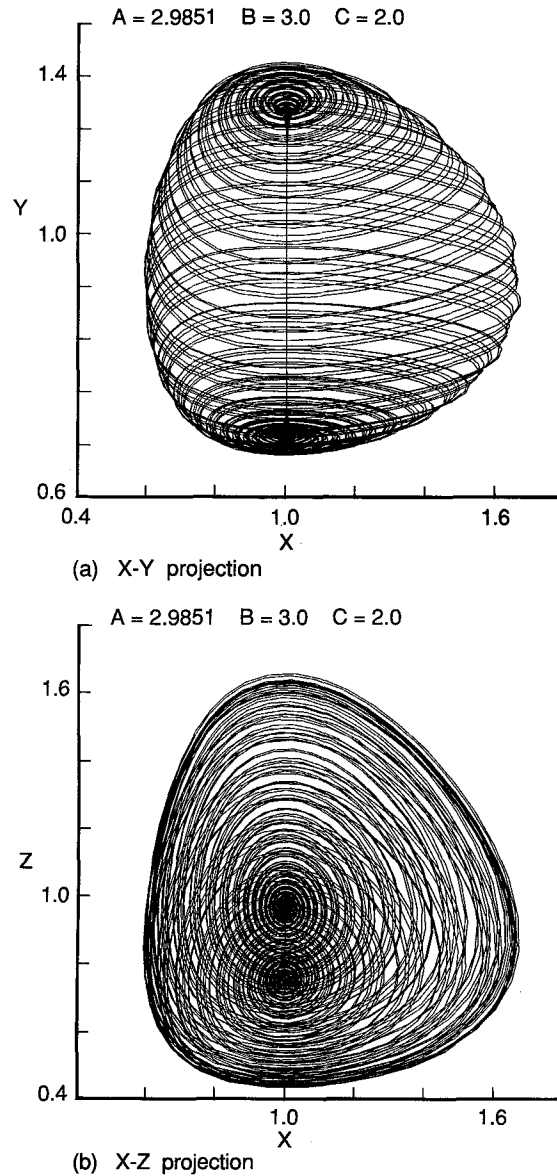 A = 2.9851 B = 3.0 C = 2.0
1.4
Y
1.0
0.6
0.4 1.0 1.6
X
(a) X-Y projection
A = 2.9851 B = 3.0 C = 2.0
1.6
Z
1.0
0.4
1.0 1.6
X
(b) X-Z projection